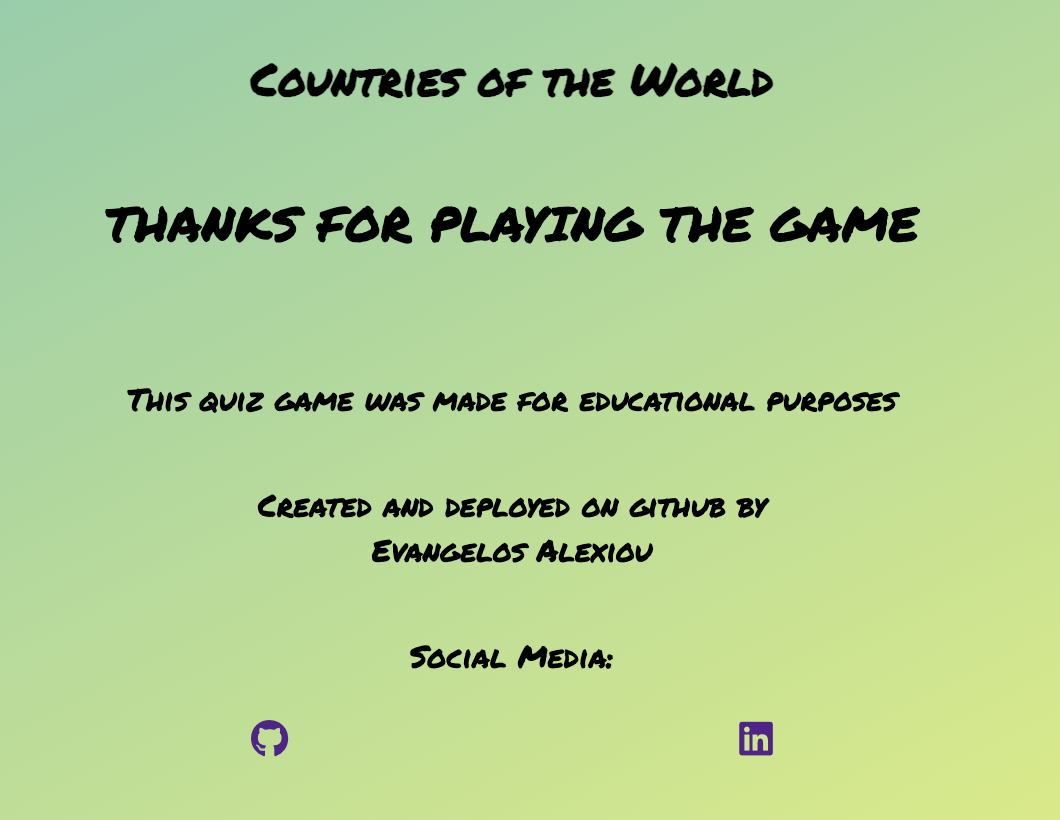 Countries of the World
THANKS FOR PLAYING THE GAME
This quiz game was made for educational purposes
Created and deployed on github by
Evangelos Alexiou
Social Media:
in